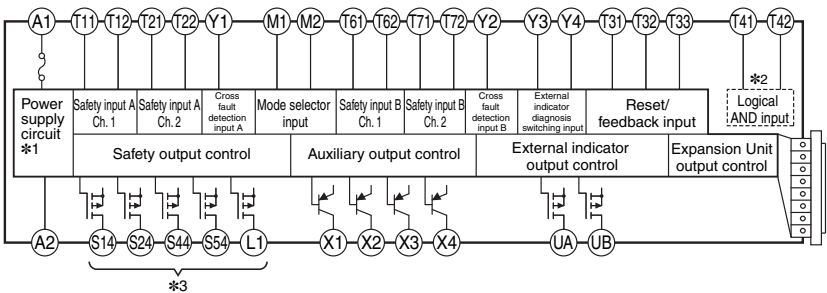 A1 T11 T12 T21 T22 Y1 M1 M2 T61 T62 T71 T72 Y2 Y3 Y4 T31 T32 T33 T41 T42
✻2
Power
supply
circuit
✻1
Safety input A
Ch. 1
Safety input A
Ch. 2
Cross
fault
detection
input A
Mode selector
input
Safety input B
Ch. 1
Safety input B
Ch. 2
Cross
fault
detection
input B
External
indicator
diagnosis
switching input
Reset/
feedback input
Logical
AND input
Safety output control
Auxiliary output control
External indicator
output control
Expansion Unit
output control
A2 S14 S24 S44 S54 L1 X1 X2 X3 X4 UA UB
✻3